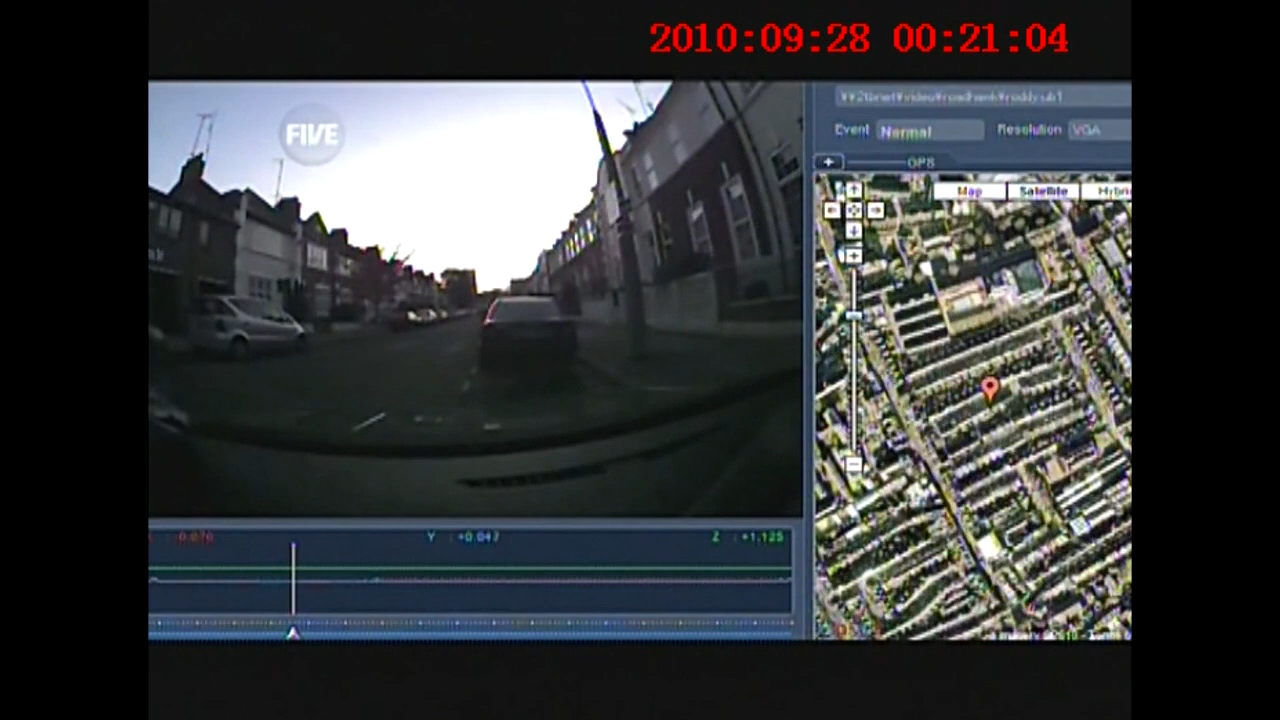 2010:09:28 00:21:04
FIVE
Event Normal Resolution VGA
GPS
Map Satellite
Y : +0.047 Z : +1.125